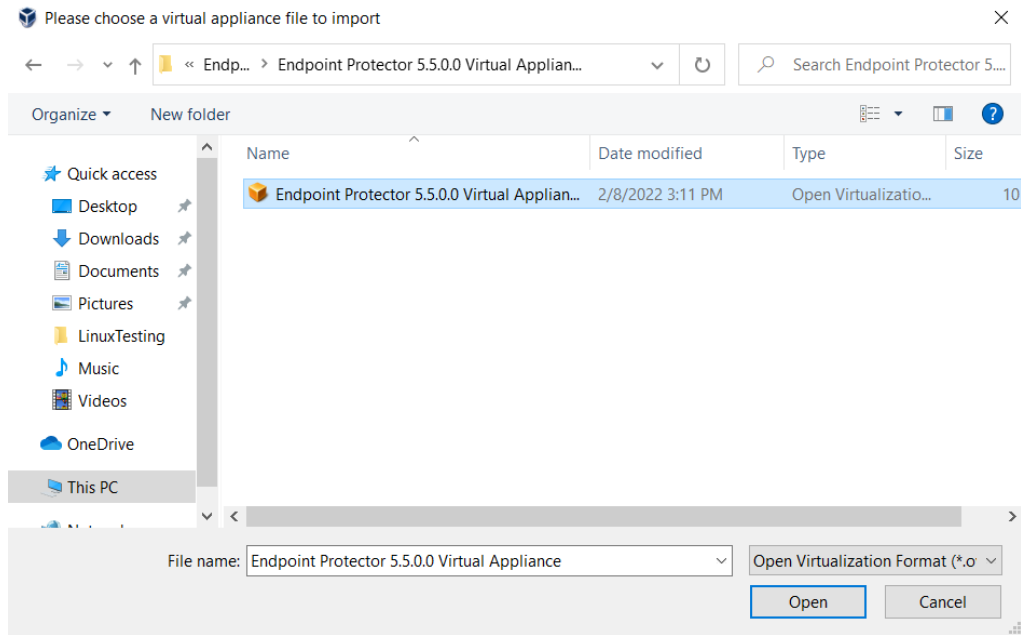 Please choose a virtual appliance file to import
« Endp... > Endpoint Protector 5.5.0.0 Virtual Applian...
Search Endpoint Protector 5....
Organize New folder
?
Name Date modified Type Size
Endpoint Protector 5.5.0.0 Virtual Applian... 2/8/2022 3:11 PM Open Virtualizatio... 10
Quick access
Desktop
Downloads
Documents
Pictures
LinuxTesting
Music
Videos
OneDrive
This PC
File name: Endpoint Protector 5.5.0.0 Virtual Appliance Open Virtualization Format (*.o
Open Cancel